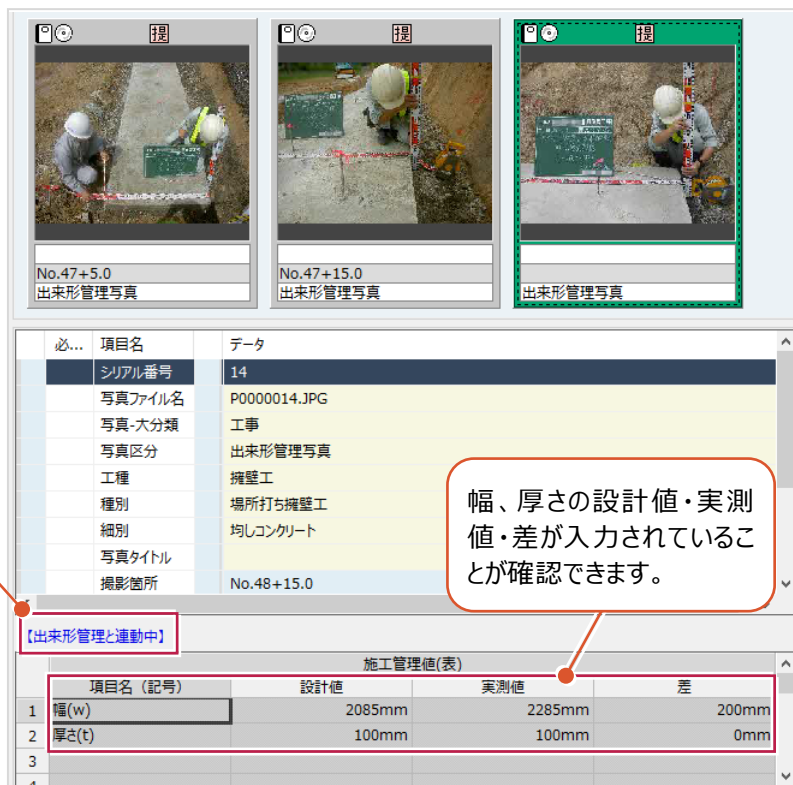 提
提
提
No.47+5.0
出来形管理写真
No.47+15.0
出来形管理写真
出来形管理写真
必... 項目名 データ
シリアル番号 14
写真ファイル名 P0000014.JPG
写真-大分類 工事
写真区分 出来形管理写真
工種 擁壁工
種別 場所打ち擁壁工
細別 均しコンクリート
写真タイトル
撮影箇所 No.48+15.0
幅、厚さの設計値・実測
値・差が入力されているこ
とが確認できます。
【出来形管理と連動中】
施工管理値(表)
項目名（記号） 設計値 実測値 差
1 幅(w) 2085mm 2285mm 200mm
2 厚さ(t) 100mm 100mm 0mm
3